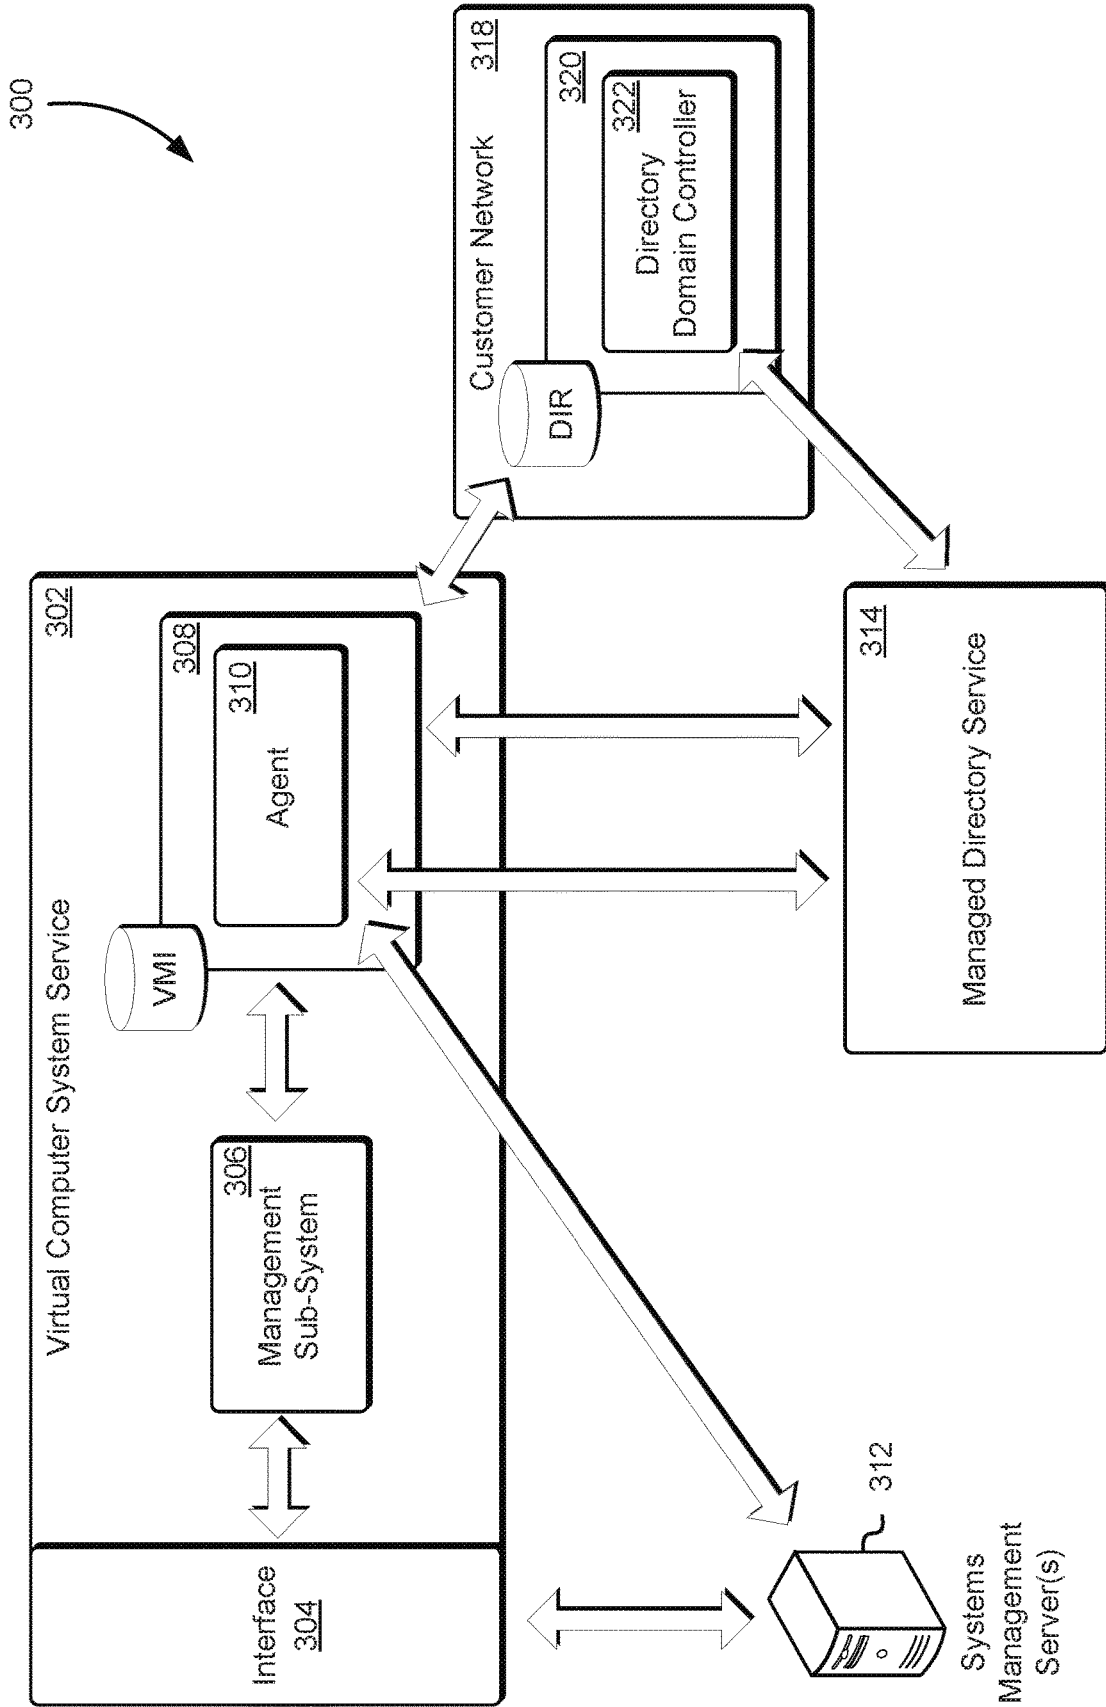 300
Virtual Computer System Service
302
Interface
304
306
Management
Sub-System
VMI
308
310
Agent
Customer Network
318
DIR
320
322
Directory
Domain Controller
312
Systems
Management
Server(s)
314
Managed Directory Service